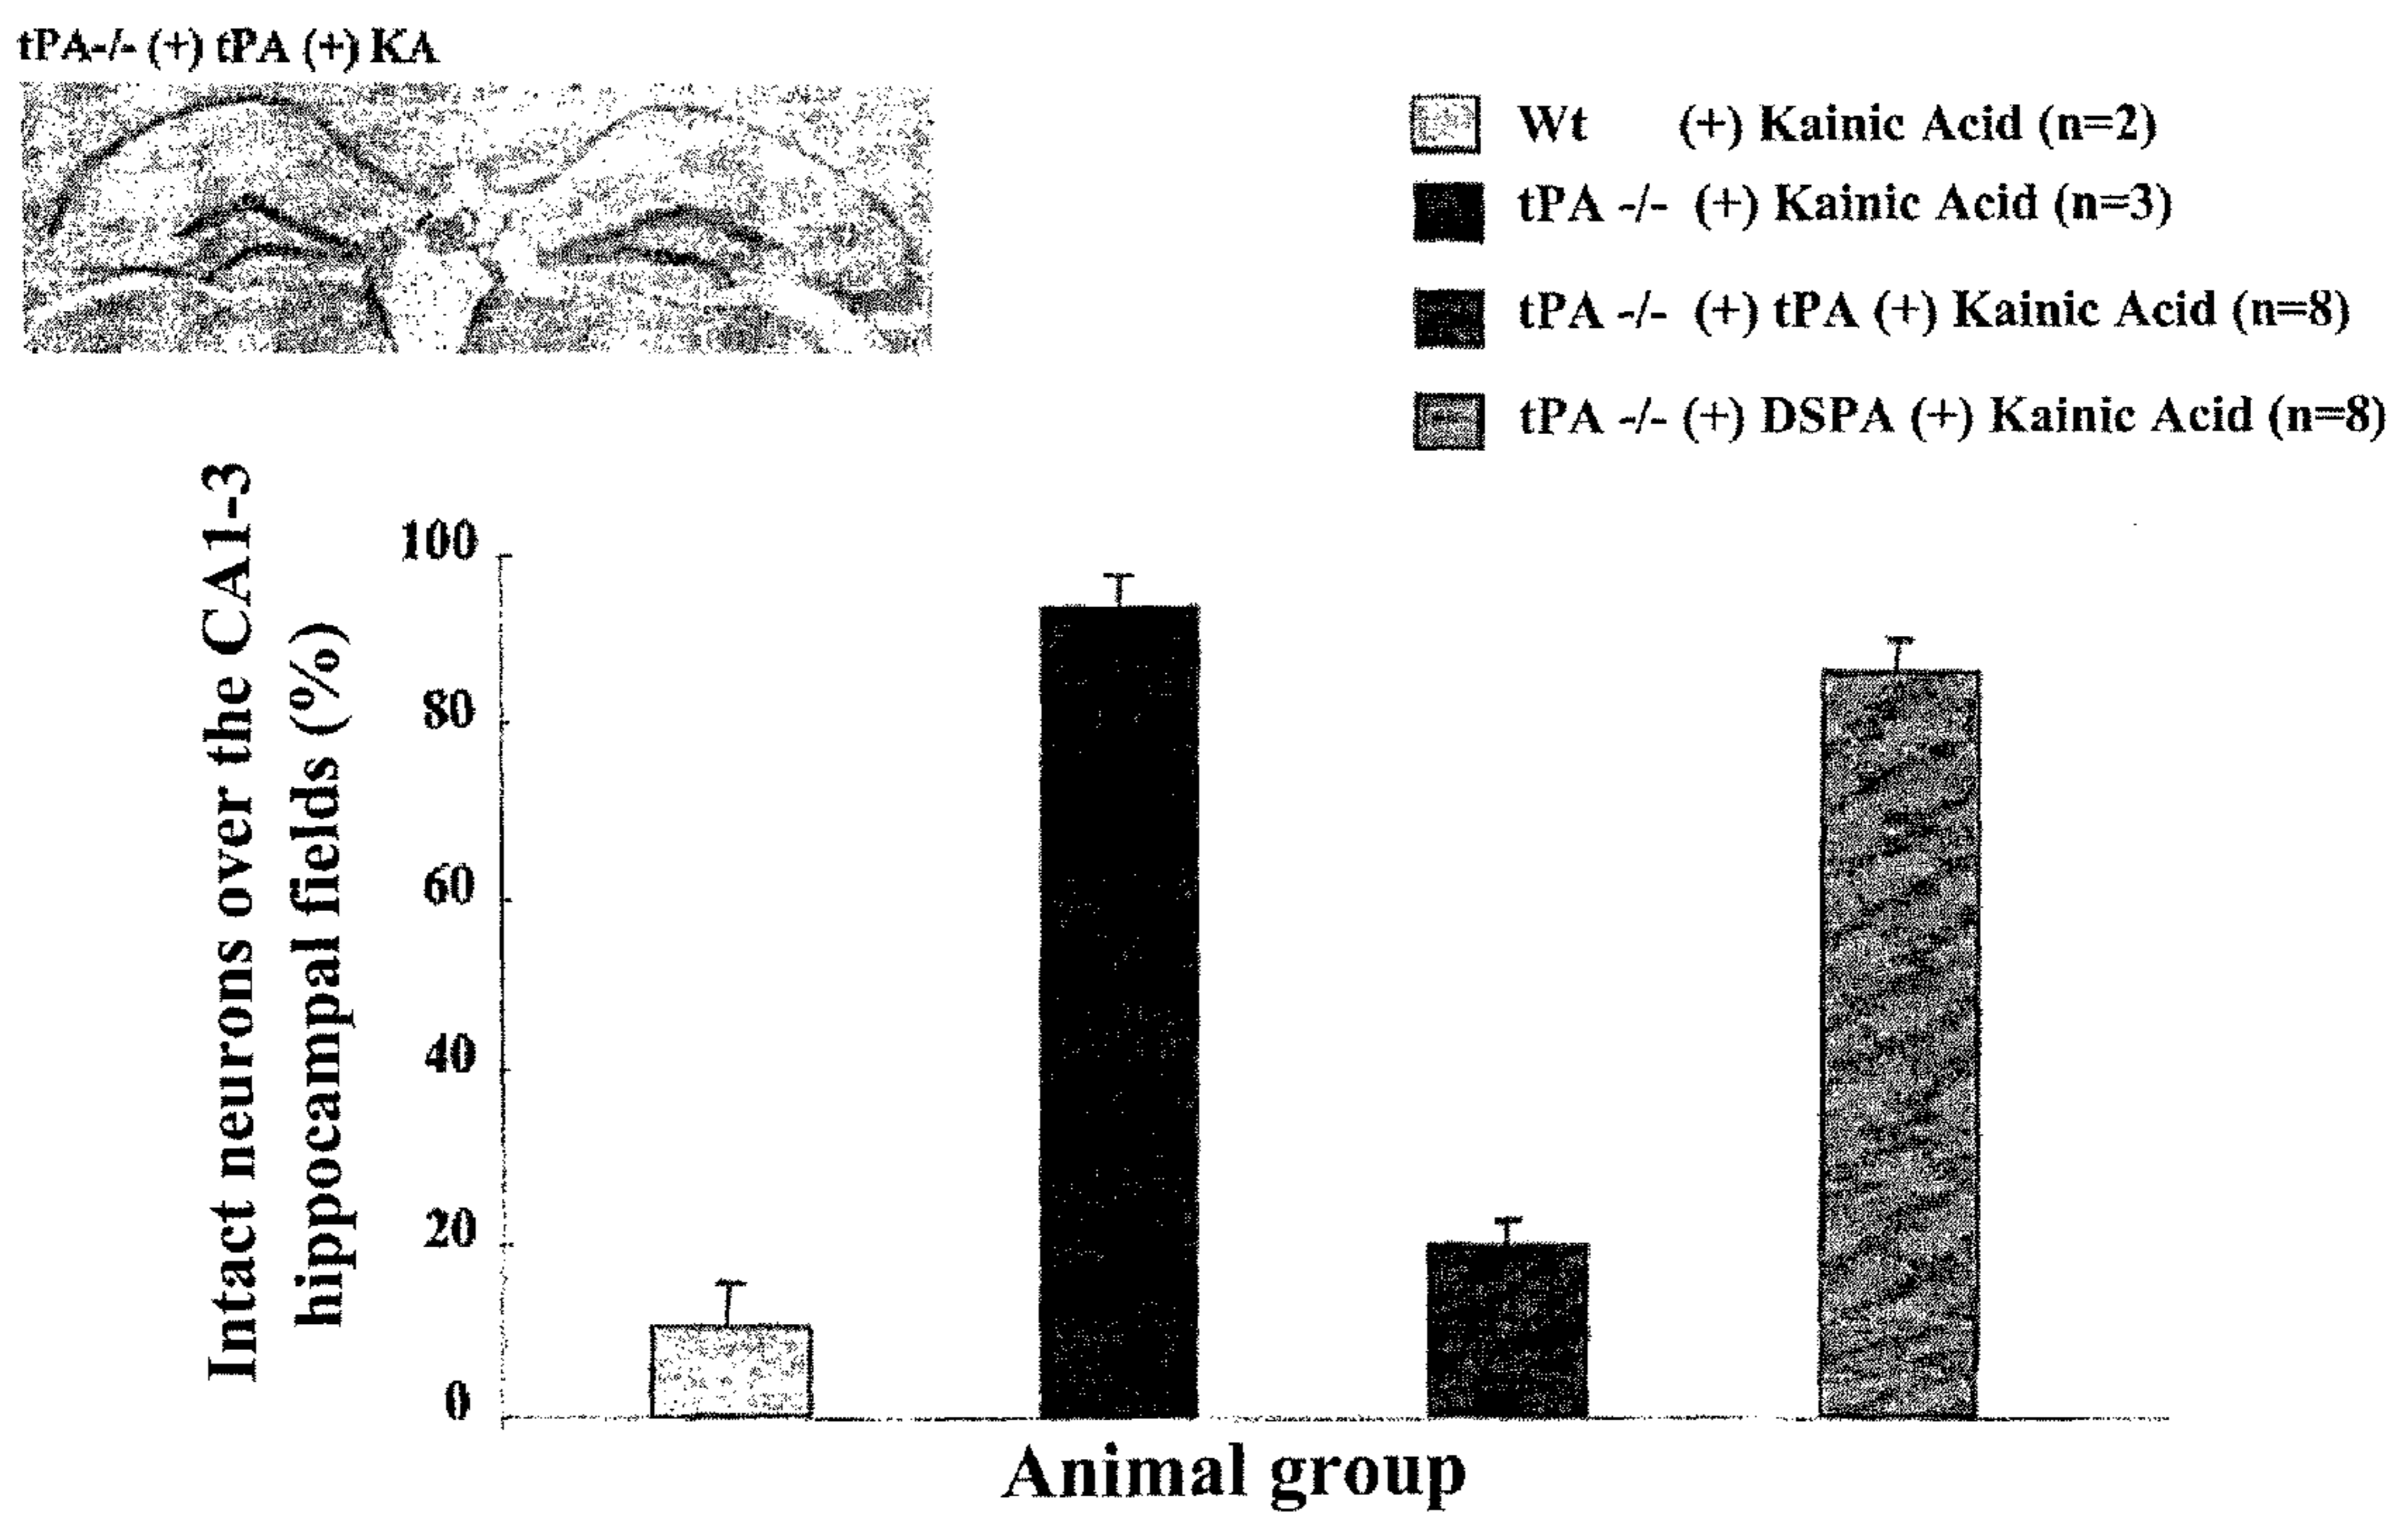 tPA-/- (+) tPA (+) KA
Wt (+) Kainic Acid (n=2)
tPA -/- (+) Kainic Acid (n=3)
tPA -/- (+) tPA (+) Kainic Acid (n=8)
tPA -/- (+) DSPA (+) Kainic Acid (n=8)
Intact neurons over the CA1-3
hippocampal fields (%)
100
80
60
40
20
0
Animal group